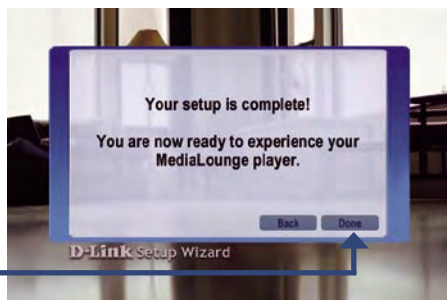 Your setup is complete!
You are now ready to experience your
MediaLounge player.
Back Done
D-Link Setup Wizard